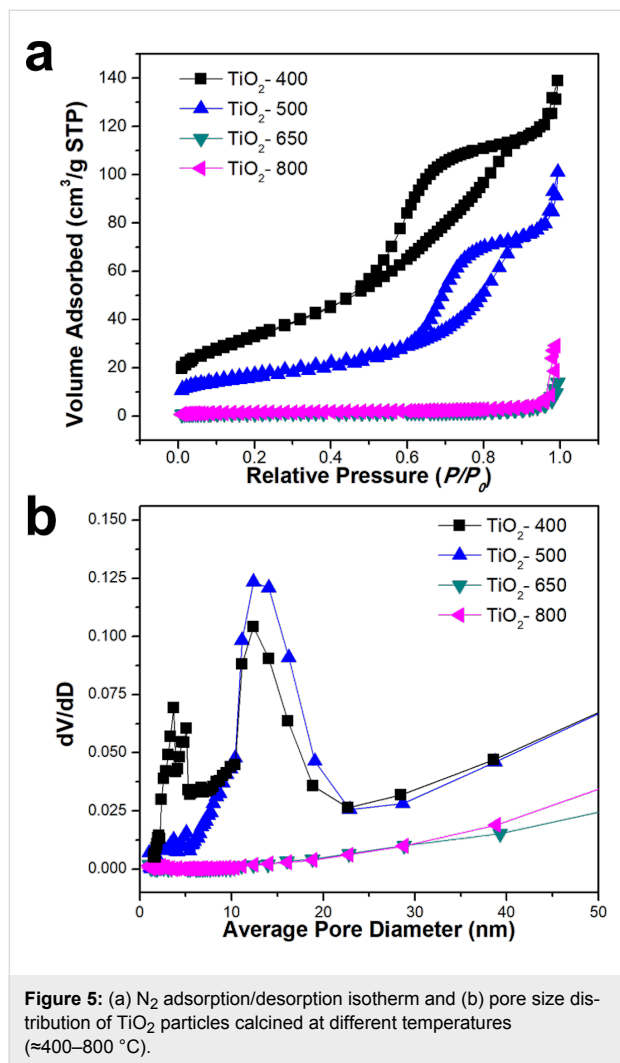 a
140
120
100
80
60
40
20
0
Volume Adsorbed (cm³/g STP)
TiO₂- 400
TiO₂- 500
TiO₂- 650
TiO₂- 800
0.0 0.2 0.4 0.6 0.8 1.0
Relative Pressure (P/P₀)
b
0.150
0.125
0.100
0.075
0.050
0.025
0.000
dV/dD
TiO₂- 400
TiO₂- 500
TiO₂- 650
TiO₂- 800
0 10 20 30 40 50
Average Pore Diameter (nm)
Figure 5: (a) N₂ adsorption/desorption isotherm and (b) pore size dis-
tribution of TiO₂ particles calcined at different temperatures
(≈400–800 °C).